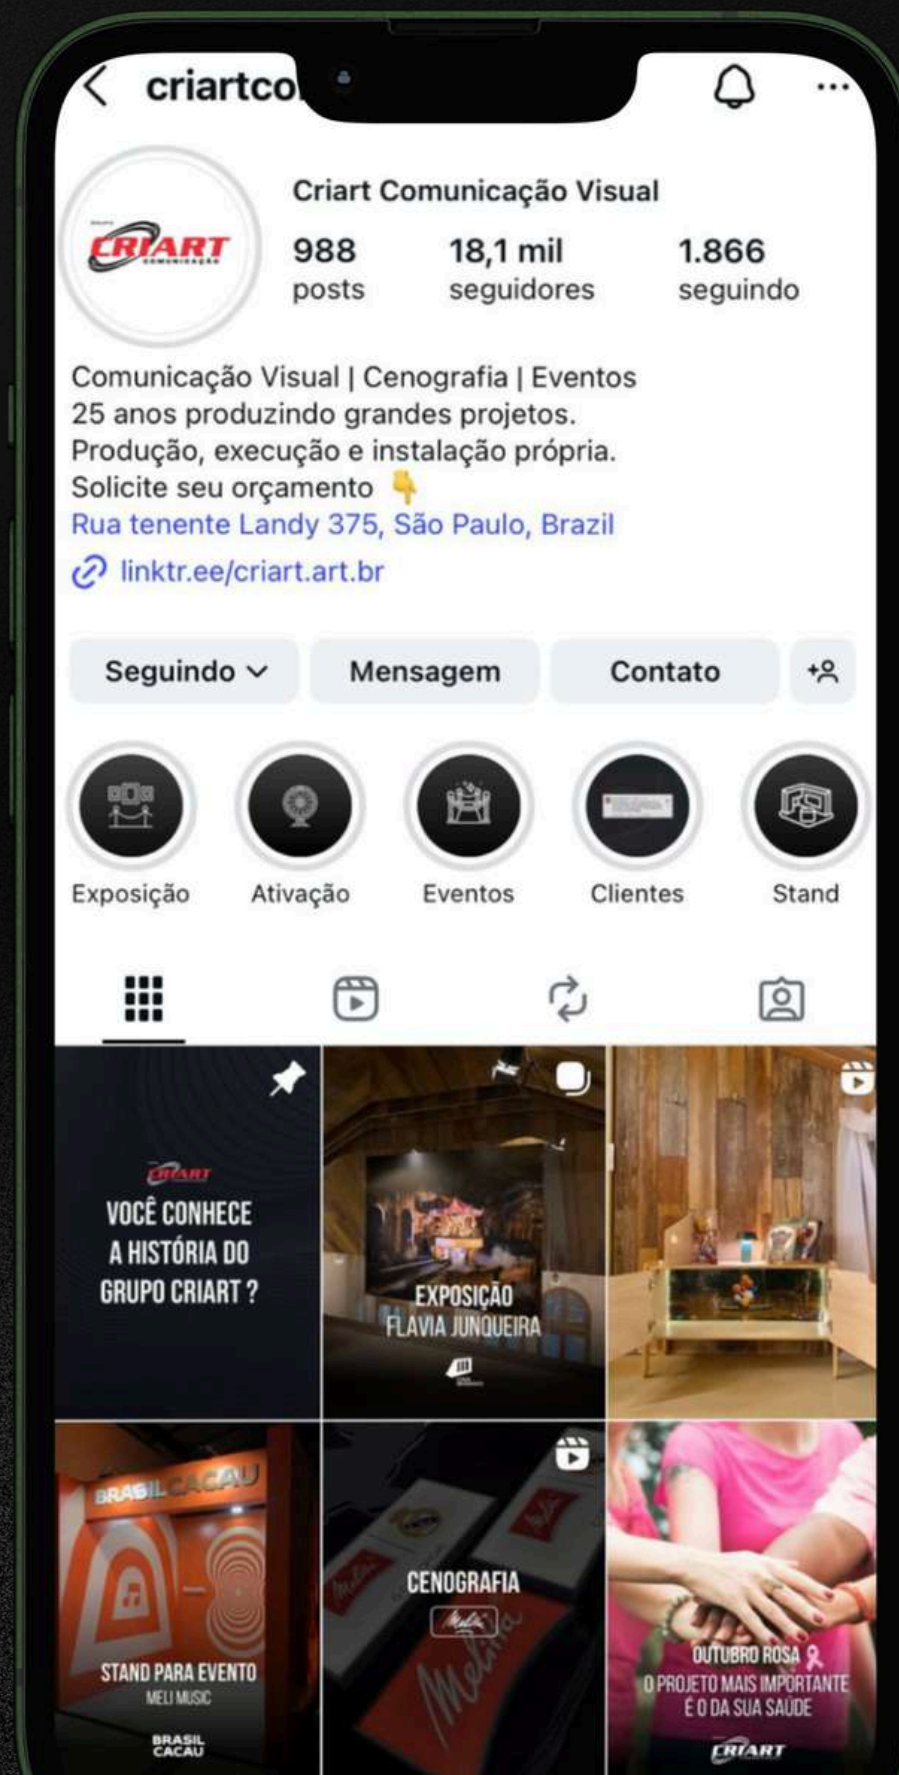 criartco
Criart Comunicação Visual
988
posts
18,1 mil
seguidores
1.866
seguindo
CRIART
COMUNICAÇÃO
Comunicação Visual | Cenografia | Eventos
25 anos produzindo grandes projetos.
Produção, execução e instalação própria.
Solicite seu orçamento 👇
Rua tenente Landy 375, São Paulo, Brazil
linktr.ee/criart.art.br
Seguindo
Mensagem
Contato
Exposição
Ativação
Eventos
Clientes
Stand
CRIART
VOCÊ CONHECE
A HISTÓRIA DO
GRUPO CRIART ?
EXPOSIÇÃO
FLAVIA JUNQUEIRA
BRASIL CACAU
STAND PARA EVENTO
MELI MUSIC
BRASIL
CACAU
CENOGRAFIA
Melitta
Melitta
OUTUBRO ROSA
O PROJETO MAIS IMPORTANTE
É O DA SUA SAÚDE
CRIART